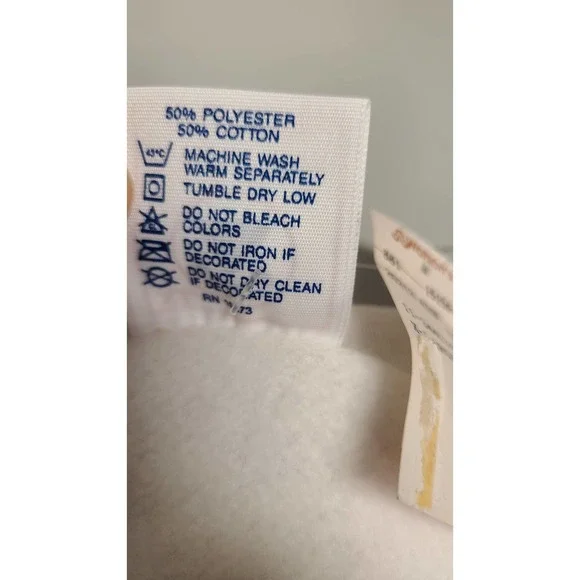 50% POLYESTER
50% COTTON
MACHINE WASH
WARM SEPARATELY
TUMBLE DRY LOW
DO NOT BLEACH
COLORS
DO NOT IRON IF
DECORATED
DO NOT DRY CLEAN
IF DECORATED
RN